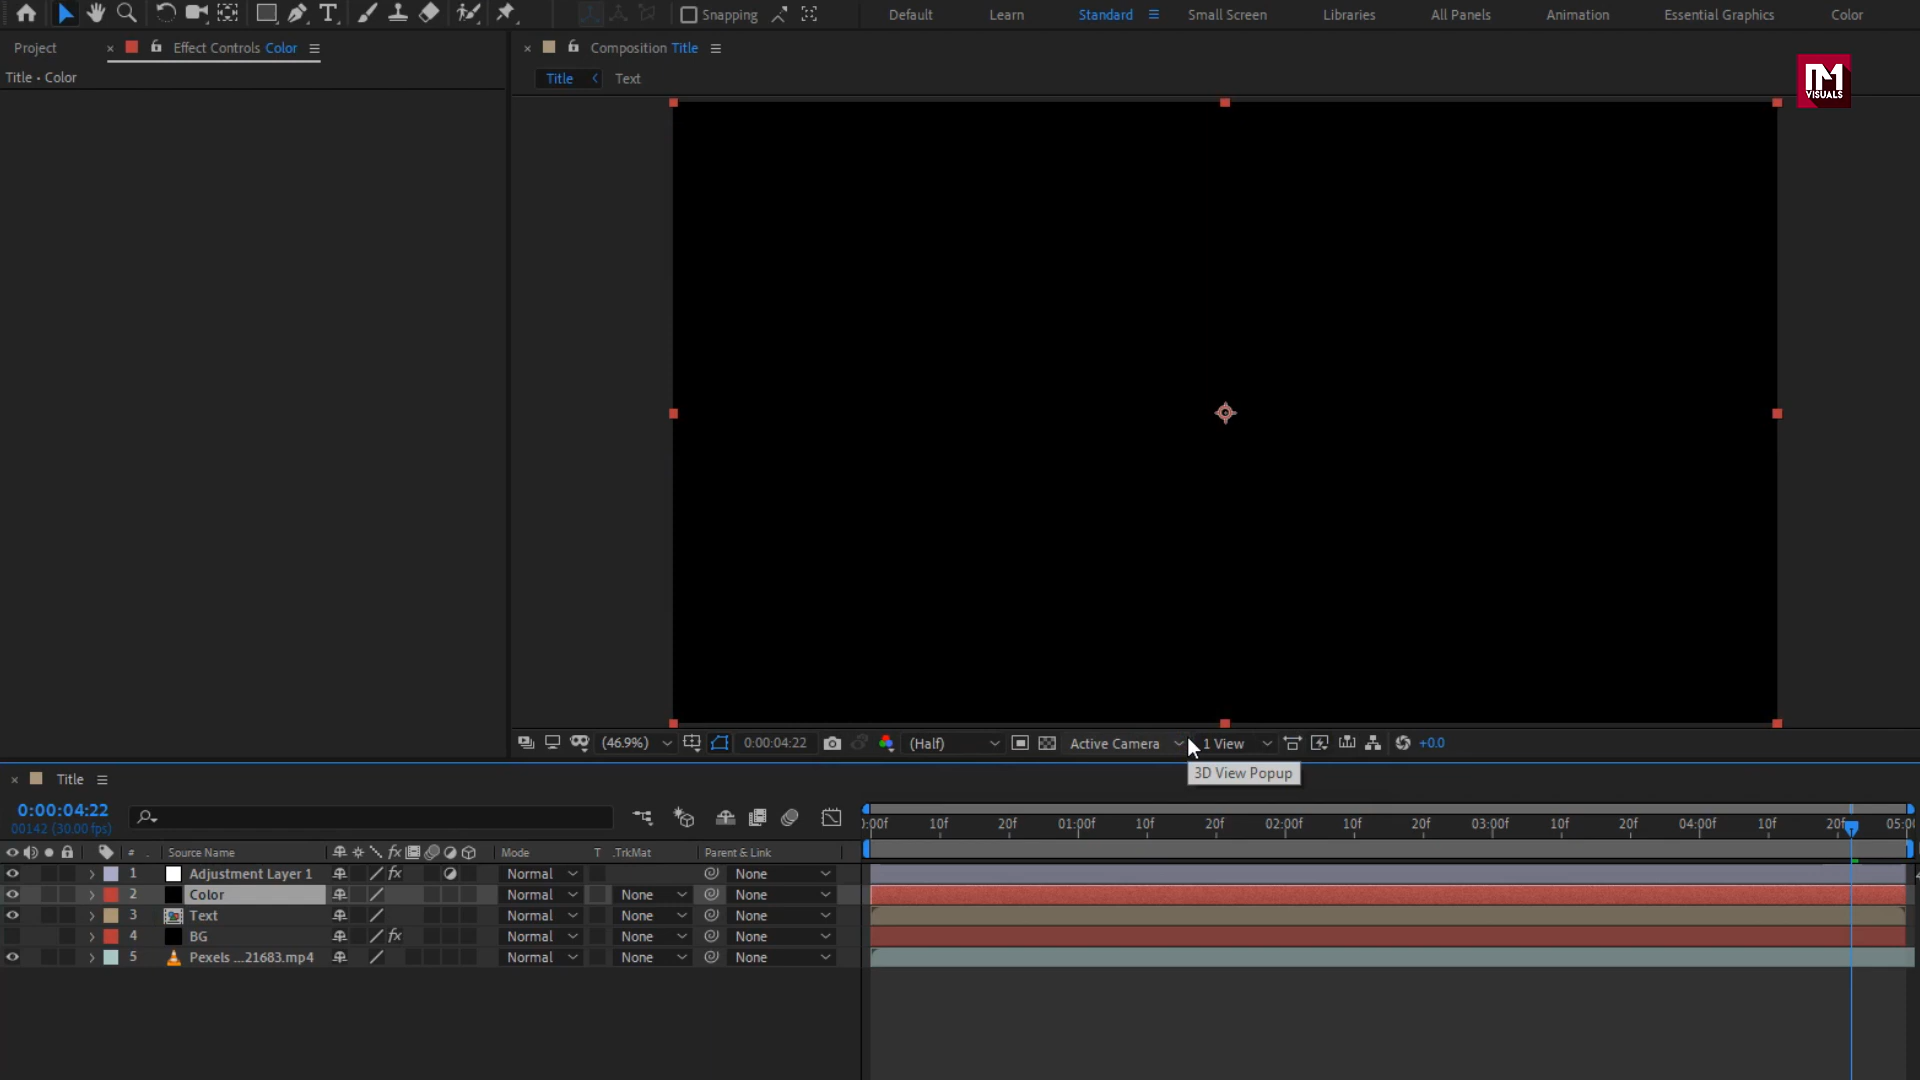 Snapping
Default
Learn
Standard
Small Screen
Libraries
All Panels
Animation
Essential Graphics
Color
Project
Effect Controls Color
Composition Title
Title • Color
Title
Text
M
VISUALS
(46.9%)
0:00:04:22
(Half)
Active Camera
1 View
+0.0
3D View Popup
Title
0:00:04:22
00142 (30.00 fps)
):00f 10f 20f 01:00f 10f 20f 02:00f 10f 20f 03:00f 10f 20f 04:00f 10f 20f 05:00
# Source Name fx Mode T .TrkMat Parent & Link
1 Adjustment Layer 1 fx Normal None
2 Color Normal None None
3 Text Normal None None
4 BG fx Normal None None
5 Pexels ...21683.mp4 Normal None None